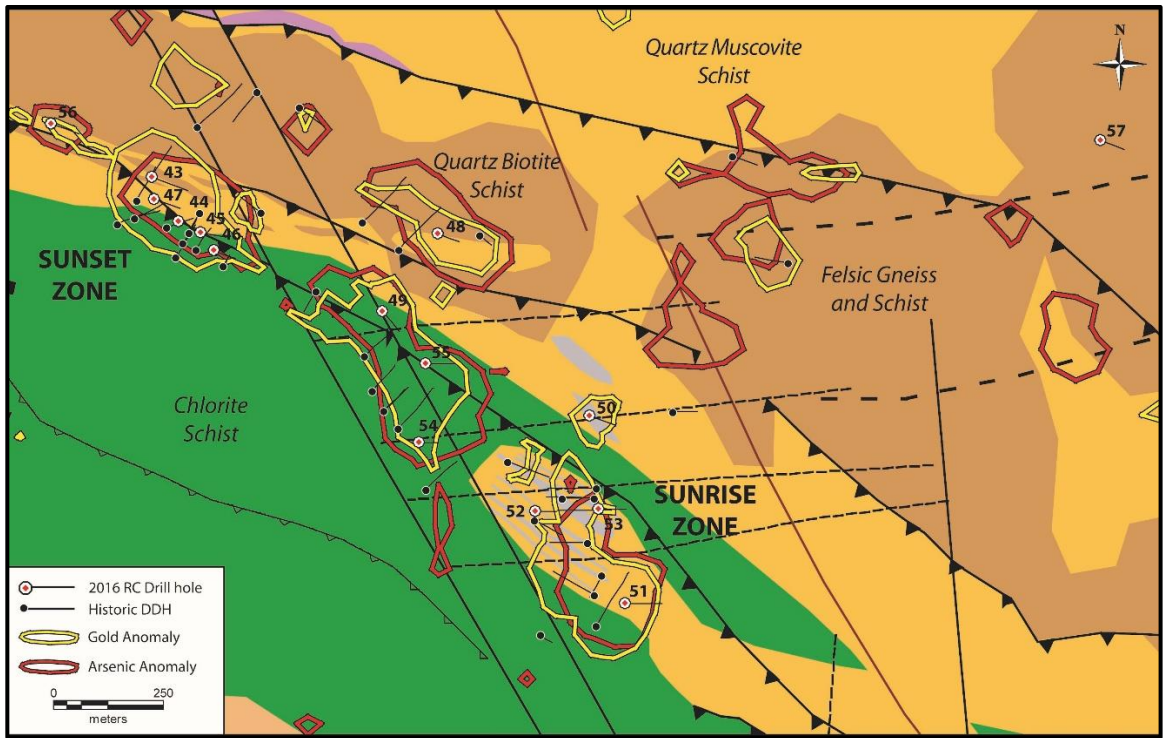 N
Quartz Muscovite
Schist
56
57
43
Quartz Biotite
Schist
47
44
45
48
46
SUNSET
ZONE
Felsic Gneiss
and Schist
49
55
Chlorite
Schist
50
54
SUNRISE
ZONE
52
53
51
2016 RC Drill hole
Historic DDH
Gold Anomaly
Arsenic Anomaly
0 250
meters